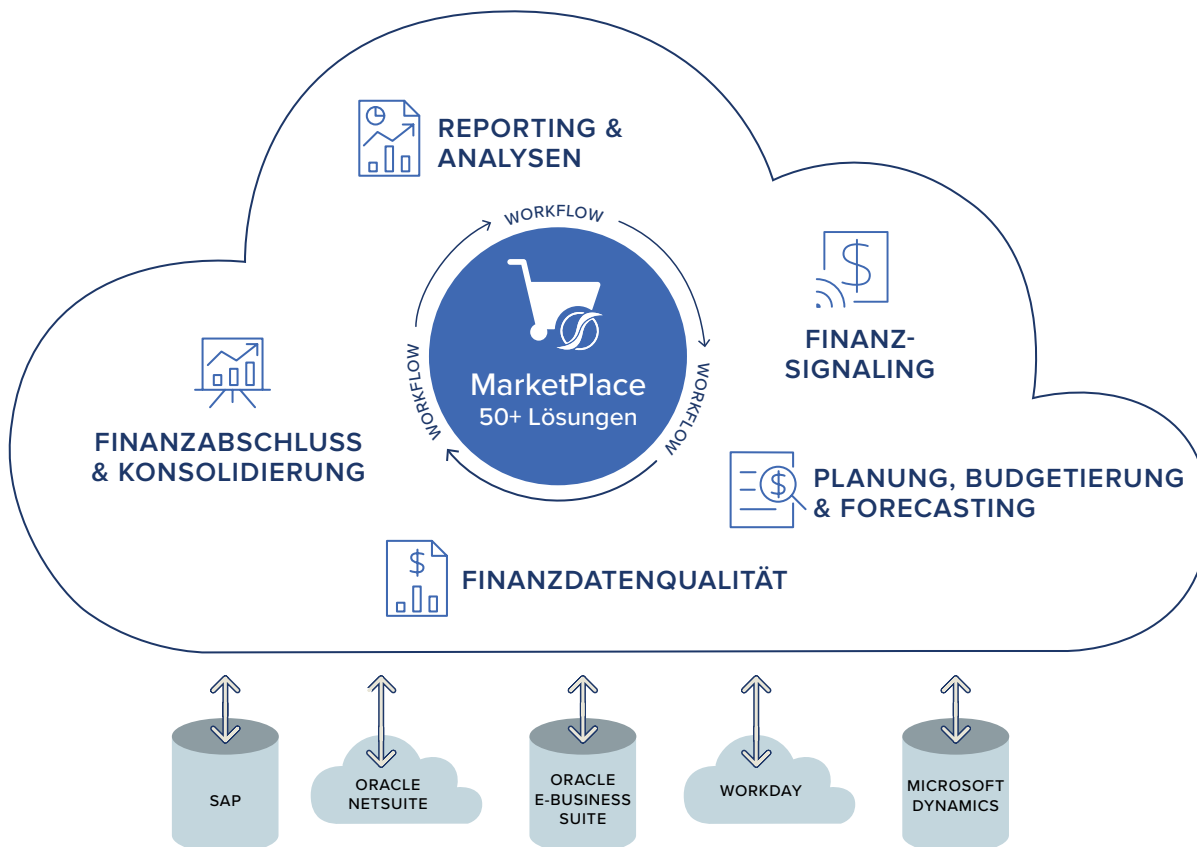 REPORTING &
ANALYSEN
WORKFLOW
FINANZ-
SIGNALING
MarketPlace
50+ Lösungen
WORKFLOW
WORKFLOW
FINANZABSCHLUSS
& KONSOLIDIERUNG
PLANUNG, BUDGETIERUNG
& FORECASTING
$
$
$
FINANZDATENQUALITÄT
SAP
ORACLE
NETSUITE
ORACLE
E-BUSINESS
SUITE
WORKDAY
MICROSOFT
DYNAMICS